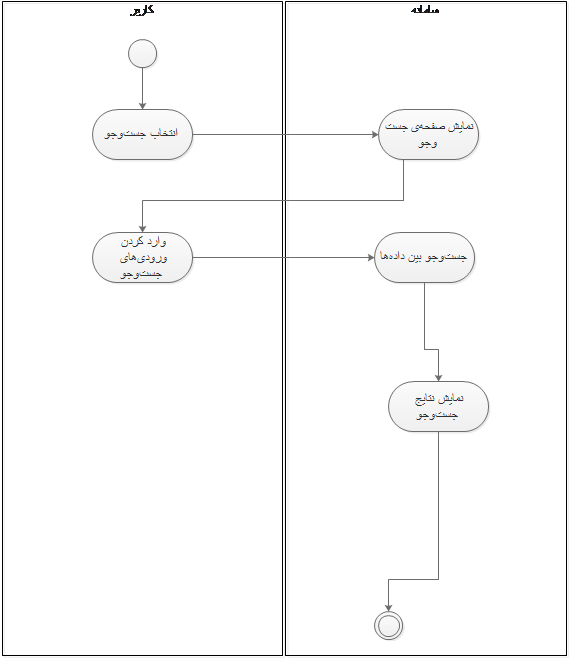 کاربر
سامانه
انتخاب جست‌وجو
نمایش صفحه‌ی جست
وجو
وارد کردن
ورودی‌های
جست‌وجو
جست‌وجو بین داده‌ها
نمایش نتایج
جست‌وجو